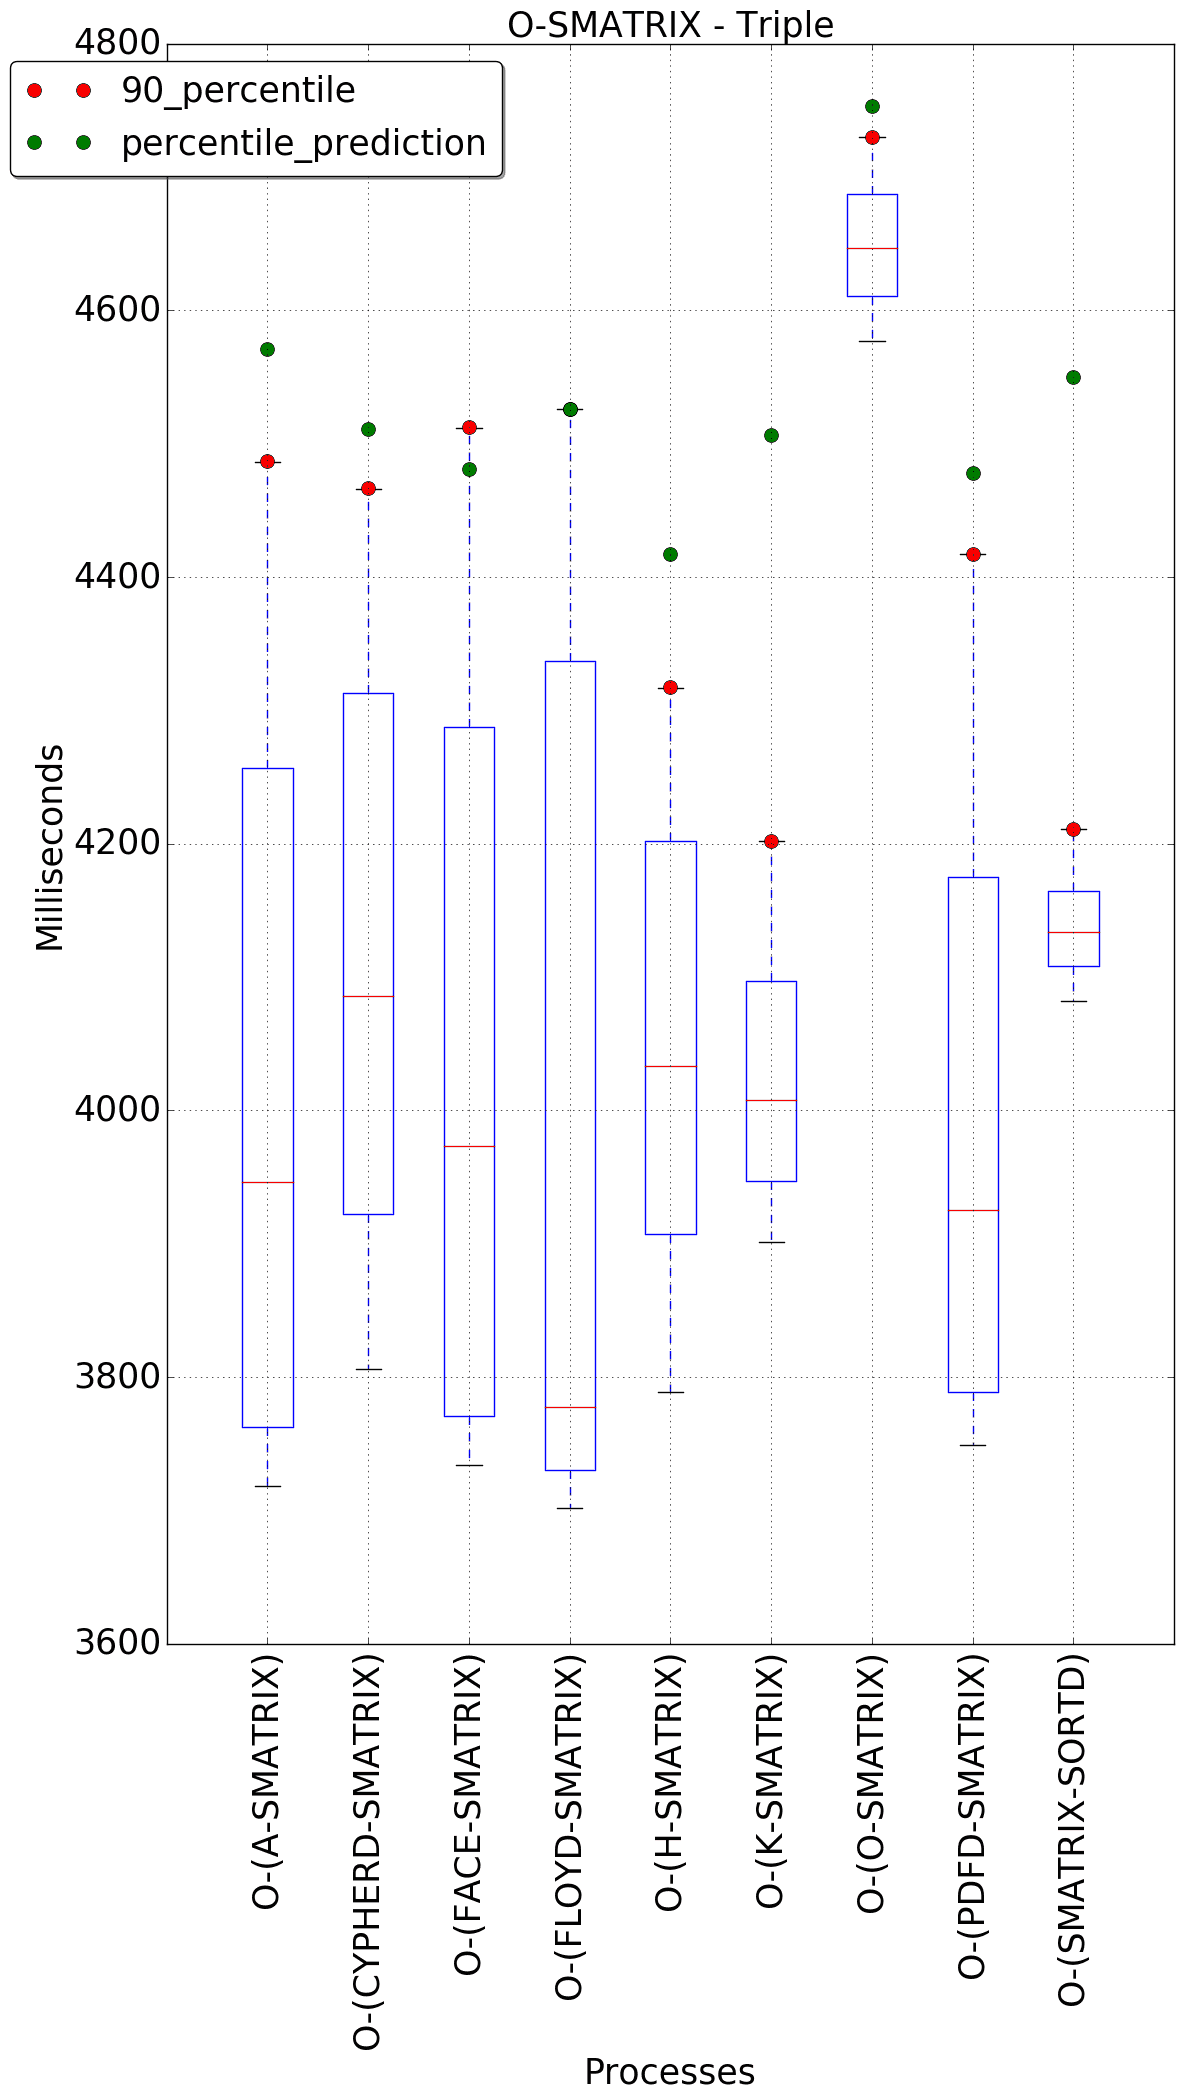 O-SMATRIX - Triple
90_percentile
percentile_prediction
4800
4600
4400
4200
4000
3800
3600
Milliseconds
O-(A-SMATRIX)
O-(CYPHERD-SMATRIX)
O-(FACE-SMATRIX)
O-(FLOYD-SMATRIX)
O-(H-SMATRIX)
O-(K-SMATRIX)
O-(O-SMATRIX)
O-(PDFD-SMATRIX)
O-(SMATRIX-SORTD)
Processes